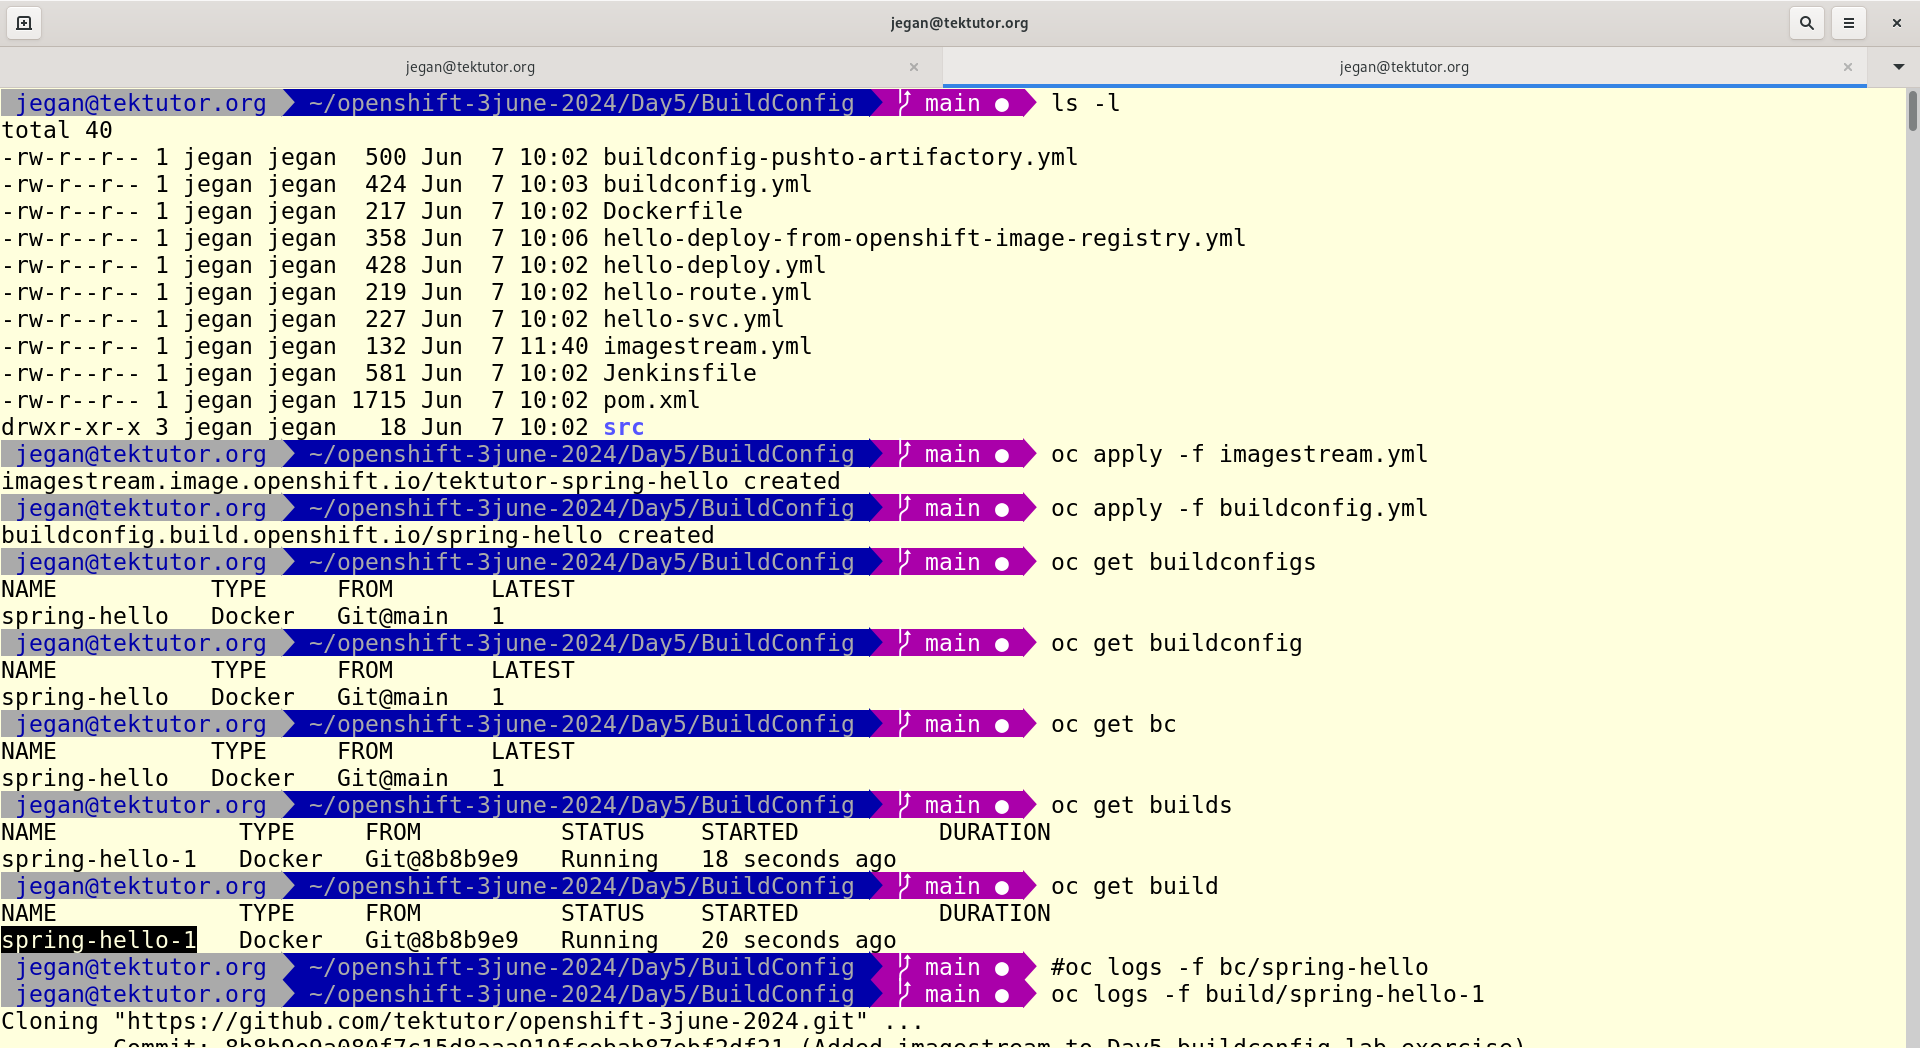 jegan@tektutor.org
jegan@tektutor.org
jegan@tektutor.org
jegan@tektutor.org ~/openshift-3june-2024/Day5/BuildConfig main ● ls -l
total 40
-rw-r--r-- 1 jegan jegan  500 Jun  7 10:02 buildconfig-pushto-artifactory.yml
-rw-r--r-- 1 jegan jegan  424 Jun  7 10:03 buildconfig.yml
-rw-r--r-- 1 jegan jegan  217 Jun  7 10:02 Dockerfile
-rw-r--r-- 1 jegan jegan  358 Jun  7 10:06 hello-deploy-from-openshift-image-registry.yml
-rw-r--r-- 1 jegan jegan  428 Jun  7 10:02 hello-deploy.yml
-rw-r--r-- 1 jegan jegan  219 Jun  7 10:02 hello-route.yml
-rw-r--r-- 1 jegan jegan  227 Jun  7 10:02 hello-svc.yml
-rw-r--r-- 1 jegan jegan  132 Jun  7 11:40 imagestream.yml
-rw-r--r-- 1 jegan jegan  581 Jun  7 10:02 Jenkinsfile
-rw-r--r-- 1 jegan jegan 1715 Jun  7 10:02 pom.xml
drwxr-xr-x 3 jegan jegan   18 Jun  7 10:02 src
jegan@tektutor.org ~/openshift-3june-2024/Day5/BuildConfig main ● oc apply -f imagestream.yml
imagestream.image.openshift.io/tektutor-spring-hello created
jegan@tektutor.org ~/openshift-3june-2024/Day5/BuildConfig main ● oc apply -f buildconfig.yml
buildconfig.build.openshift.io/spring-hello created
jegan@tektutor.org ~/openshift-3june-2024/Day5/BuildConfig main ● oc get buildconfigs
NAME           TYPE     FROM       LATEST
spring-hello   Docker   Git@main   1
jegan@tektutor.org ~/openshift-3june-2024/Day5/BuildConfig main ● oc get buildconfig
NAME           TYPE     FROM       LATEST
spring-hello   Docker   Git@main   1
jegan@tektutor.org ~/openshift-3june-2024/Day5/BuildConfig main ● oc get bc
NAME           TYPE     FROM       LATEST
spring-hello   Docker   Git@main   1
jegan@tektutor.org ~/openshift-3june-2024/Day5/BuildConfig main ● oc get builds
NAME             TYPE     FROM          STATUS    STARTED          DURATION
spring-hello-1   Docker   Git@8b8b9e9   Running   18 seconds ago
jegan@tektutor.org ~/openshift-3june-2024/Day5/BuildConfig main ● oc get build
NAME             TYPE     FROM          STATUS    STARTED          DURATION
spring-hello-1   Docker   Git@8b8b9e9   Running   20 seconds ago
jegan@tektutor.org ~/openshift-3june-2024/Day5/BuildConfig main ● #oc logs -f bc/spring-hello
jegan@tektutor.org ~/openshift-3june-2024/Day5/BuildConfig main ● oc logs -f build/spring-hello-1
Cloning "https://github.com/tektutor/openshift-3june-2024.git" ...
Commit: (Added imagestream to Day5 buildconfig lab exercise)